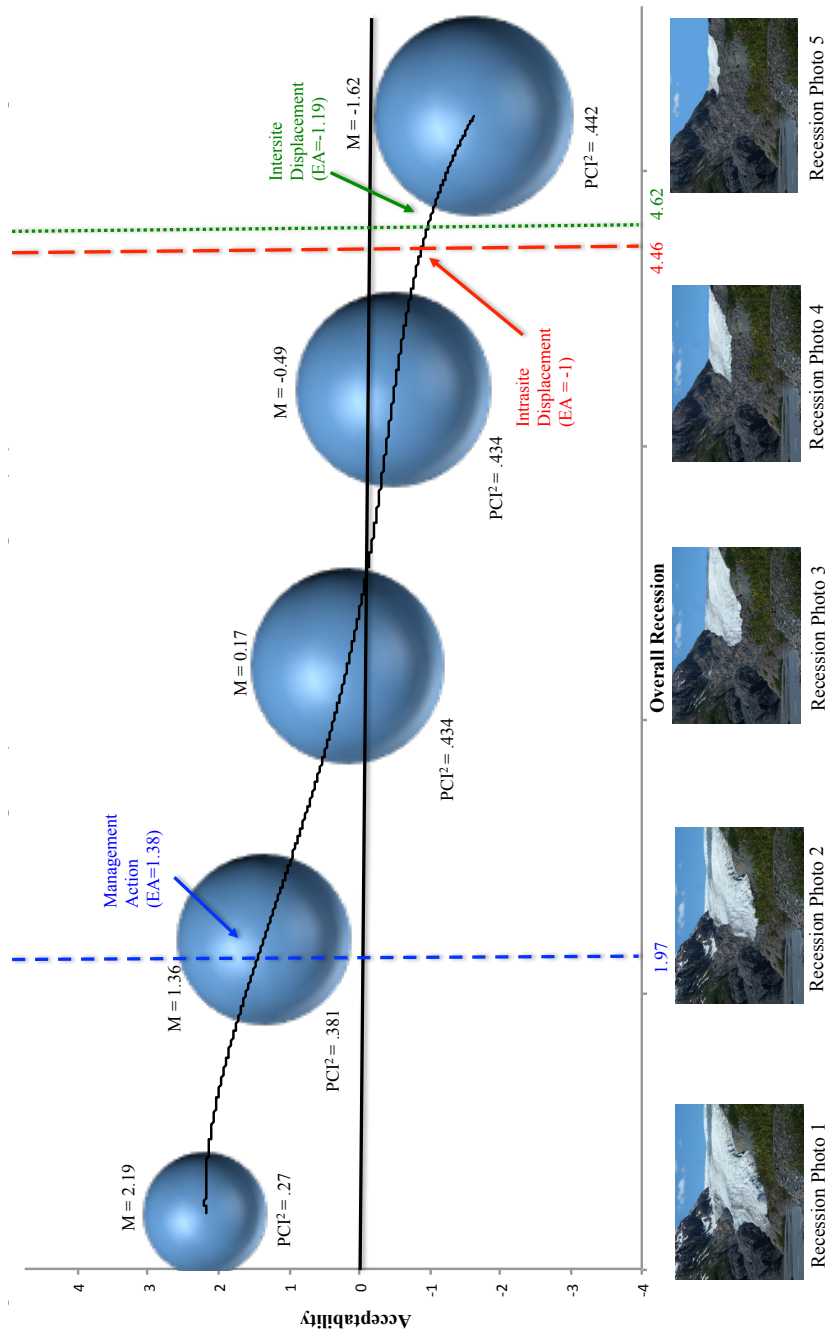 4
3
2
1
0
-1
-2
-3
-4
Acceptability
M = 2.19
PCI² = .27
M = 1.36
PCI² = .381
Management
Action
(EA=1.38)
1.97
M = 0.17
PCI² = .434
M = -0.49
PCI² = .434
Intrasite
Displacement
(EA = -1)
4.46
Intersite
Displacement
(EA=-1.19)
4.62
M = -1.62
PCI² = .442
Overall Recession
Recession Photo 1
Recession Photo 2
Recession Photo 3
Recession Photo 4
Recession Photo 5